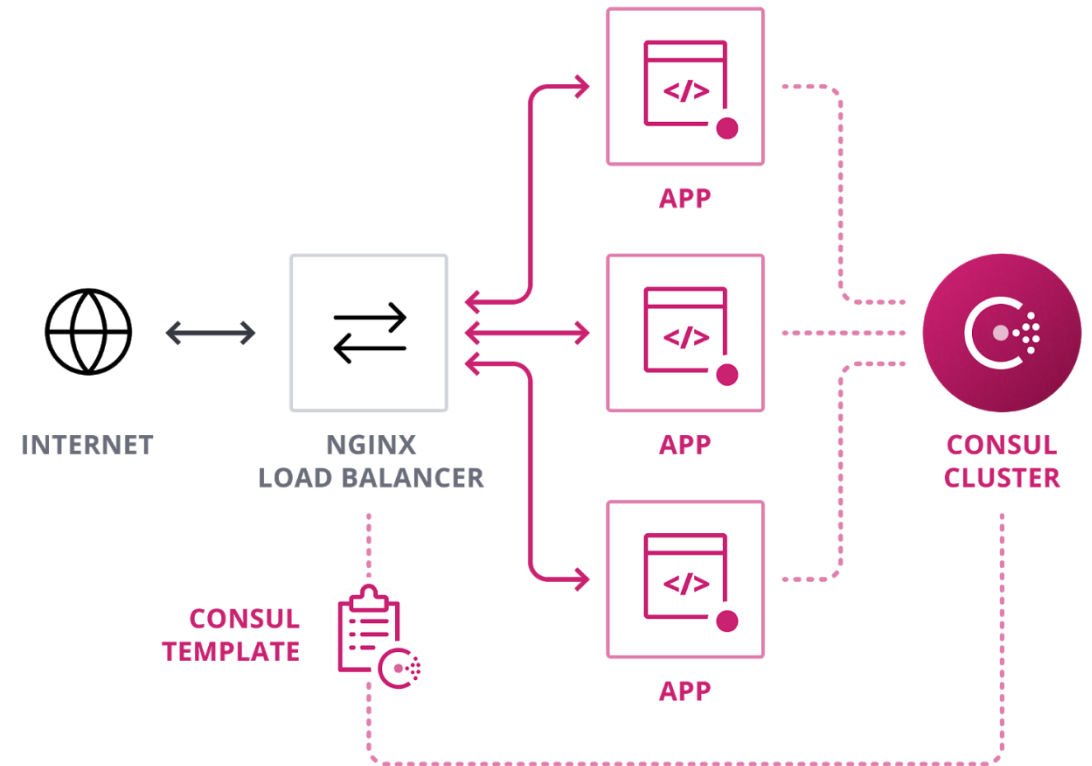 </>
APP
INTERNET
NGINX
LOAD BALANCER
</>
APP
CONSUL
CLUSTER
CONSUL
TEMPLATE
</>
APP